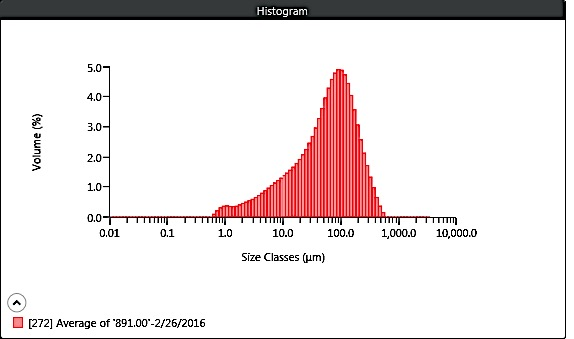 Histogram
Volume (%)
5.0
4.0
3.0
2.0
1.0
0.0
0.01 0.1 1.0 10.0 100.0 1,000.0 10,000.0
Size Classes (µm)
[272] Average of "891.00"-2/26/2016